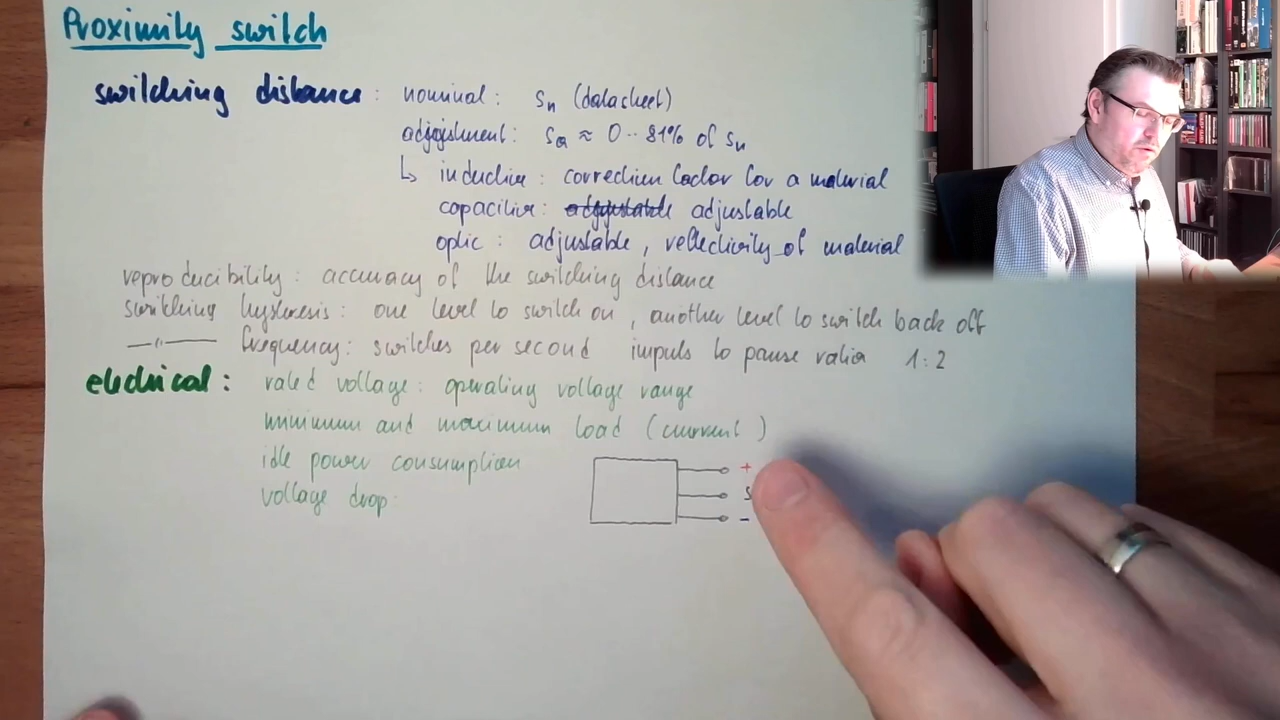 Proximity switch
switching distance: nominal: sn (datasheet)
adjustment: sa ≈ 0..81% of sn
↳ inductive: correction factor for a material
capacitive: adjustable
optic: adjustable, reflectivity of material
reproducibility: accuracy of the switching distance
switching hysteresis: one level to switch on, another level to switch back off
—"— frequency: switches per second impuls to pause ratio 1:2
electrical: rated voltage: operating voltage range
minimum and maximum load (current)
idle power consumption
voltage drop:
+
S
-